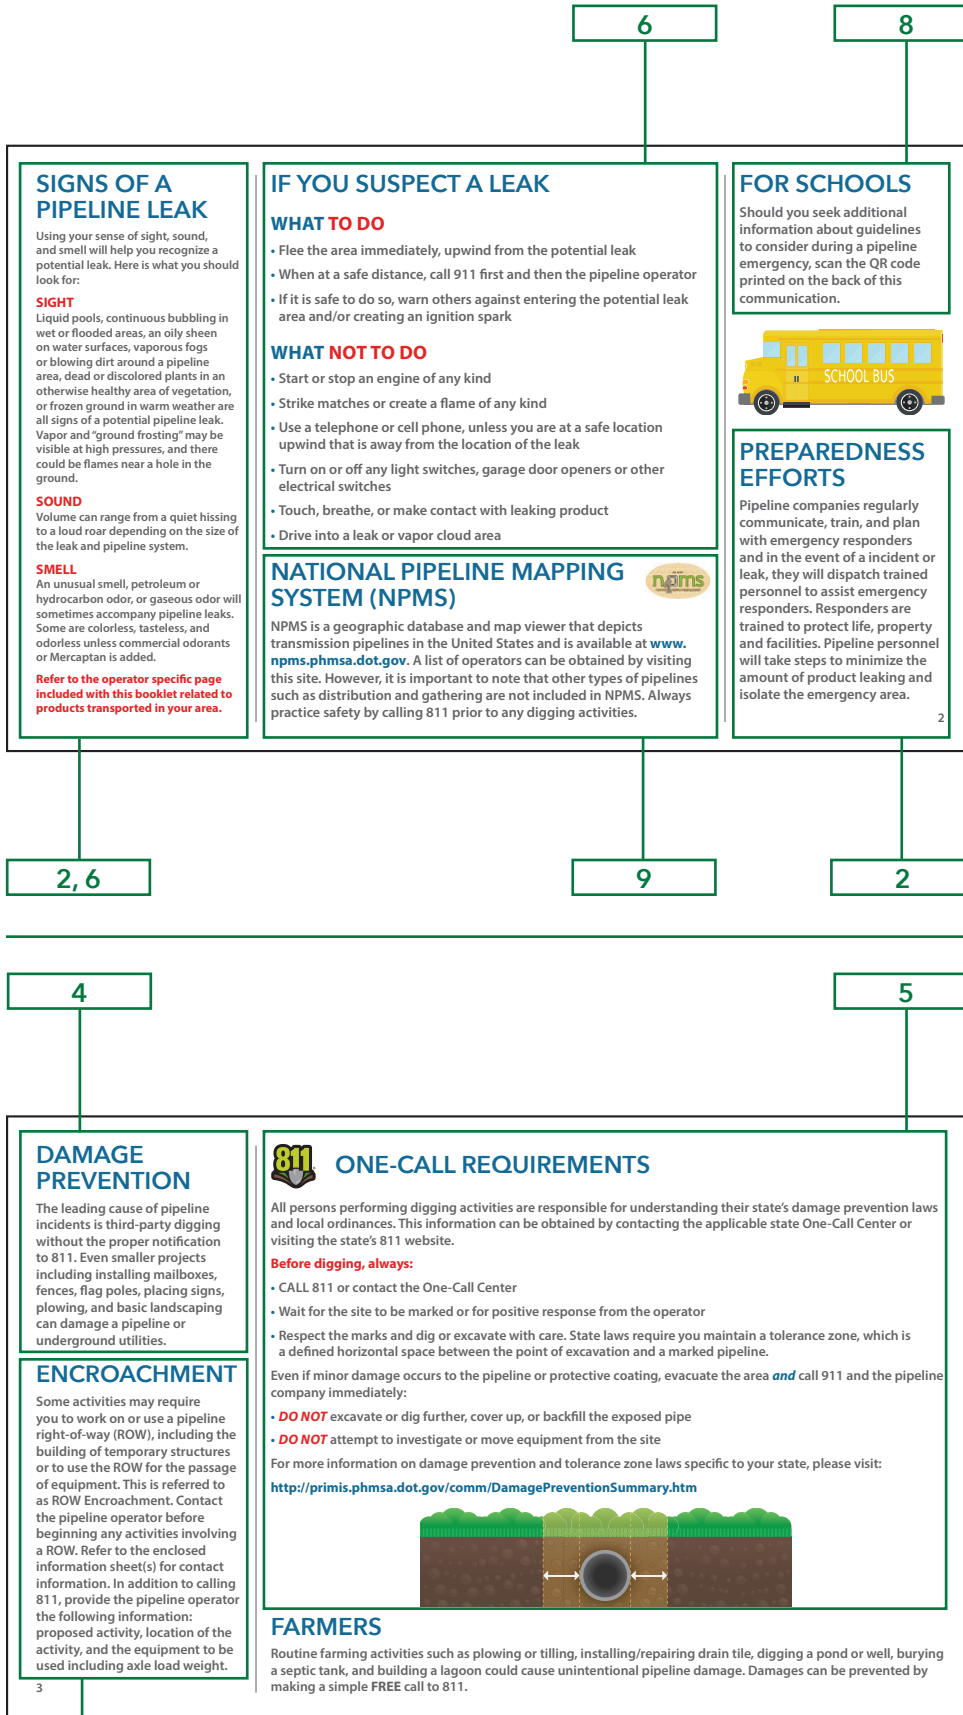 6
8
SIGNS OF A
PIPELINE LEAK
Using your sense of sight, sound,
and smell will help you recognize a
potential leak. Here is what you should
look for:
SIGHT
Liquid pools, continuous bubbling in
wet or flooded areas, an oily sheen
on water surfaces, vaporous fogs
or blowing dirt around a pipeline
area, dead or discolored plants in an
otherwise healthy area of vegetation,
or frozen ground in warm weather are
all signs of a potential pipeline leak.
Vapor and "ground frosting" may be
visible at high pressures, and there
could be flames near a hole in the
ground.
SOUND
Volume can range from a quiet hissing
to a loud roar depending on the size of
the leak and pipeline system.
SMELL
An unusual smell, petroleum or
hydrocarbon odor, or gaseous odor will
sometimes accompany pipeline leaks.
Some are colorless, tasteless, and
odorless unless commercial odorants
or Mercaptan is added.
Refer to the operator specific page
included with this booklet related to
products transported in your area.
IF YOU SUSPECT A LEAK
WHAT TO DO
• Flee the area immediately, upwind from the potential leak
• When at a safe distance, call 911 first and then the pipeline operator
• If it is safe to do so, warn others against entering the potential leak
area and/or creating an ignition spark
WHAT NOT TO DO
• Start or stop an engine of any kind
• Strike matches or create a flame of any kind
• Use a telephone or cell phone, unless you are at a safe location
upwind that is away from the location of the leak
• Turn on or off any light switches, garage door openers or other
electrical switches
• Touch, breathe, or make contact with leaking product
• Drive into a leak or vapor cloud area
NATIONAL PIPELINE MAPPING
SYSTEM (NPMS)
npms
NPMS is a geographic database and map viewer that depicts
transmission pipelines in the United States and is available at www.
npms.phmsa.dot.gov. A list of operators can be obtained by visiting
this site. However, it is important to note that other types of pipelines
such as distribution and gathering are not included in NPMS. Always
practice safety by calling 811 prior to any digging activities.
FOR SCHOOLS
Should you seek additional
information about guidelines
to consider during a pipeline
emergency, scan the QR code
printed on the back of this
communication.
SCHOOL BUS
PREPAREDNESS
EFFORTS
Pipeline companies regularly
communicate, train, and plan
with emergency responders
and in the event of a incident or
leak, they will dispatch trained
personnel to assist emergency
responders. Responders are
trained to protect life, property
and facilities. Pipeline personnel
will take steps to minimize the
amount of product leaking and
isolate the emergency area.
2
2, 6
9
2
4
5
DAMAGE
PREVENTION
The leading cause of pipeline
incidents is third-party digging
without the proper notification
to 811. Even smaller projects
including installing mailboxes,
fences, flag poles, placing signs,
plowing, and basic landscaping
can damage a pipeline or
underground utilities.
ENCROACHMENT
Some activities may require
you to work on or use a pipeline
right-of-way (ROW), including the
building of temporary structures
or to use the ROW for the passage
of equipment. This is referred to
as ROW Encroachment. Contact
the pipeline operator before
beginning any activities involving
a ROW. Refer to the enclosed
information sheet(s) for contact
information. In addition to calling
811, provide the pipeline operator
the following information:
proposed activity, location of the
activity, and the equipment to be
used including axle load weight.
3
811
ONE-CALL REQUIREMENTS
All persons performing digging activities are responsible for understanding their state's damage prevention laws
and local ordinances. This information can be obtained by contacting the applicable state One-Call Center or
visiting the state's 811 website.
Before digging, always:
• CALL 811 or contact the One-Call Center
• Wait for the site to be marked or for positive response from the operator
• Respect the marks and dig or excavate with care. State laws require you maintain a tolerance zone, which is
a defined horizontal space between the point of excavation and a marked pipeline.
Even if minor damage occurs to the pipeline or protective coating, evacuate the area and call 911 and the pipeline
company immediately:
• DO NOT excavate or dig further, cover up, or backfill the exposed pipe
• DO NOT attempt to investigate or move equipment from the site
For more information on damage prevention and tolerance zone laws specific to your state, please visit:
http://primis.phmsa.dot.gov/comm/DamagePreventionSummary.htm
FARMERS
Routine farming activities such as plowing or tilling, installing/repairing drain tile, digging a pond or well, burying
a septic tank, and building a lagoon could cause unintentional pipeline damage. Damages can be prevented by
making a simple FREE call to 811.